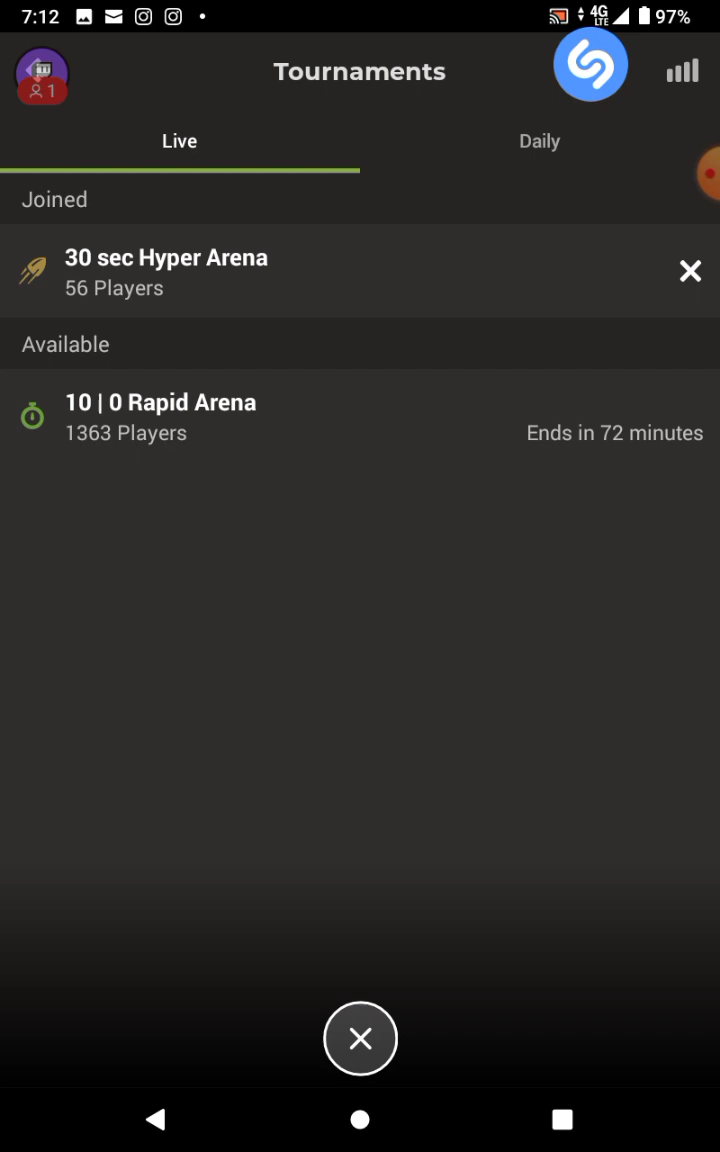 7:12
4G
LTE
97%
1
Tournaments
Live
Daily
Joined
30 sec Hyper Arena
56 Players
Available
10 | 0 Rapid Arena
1363 Players
Ends in 72 minutes